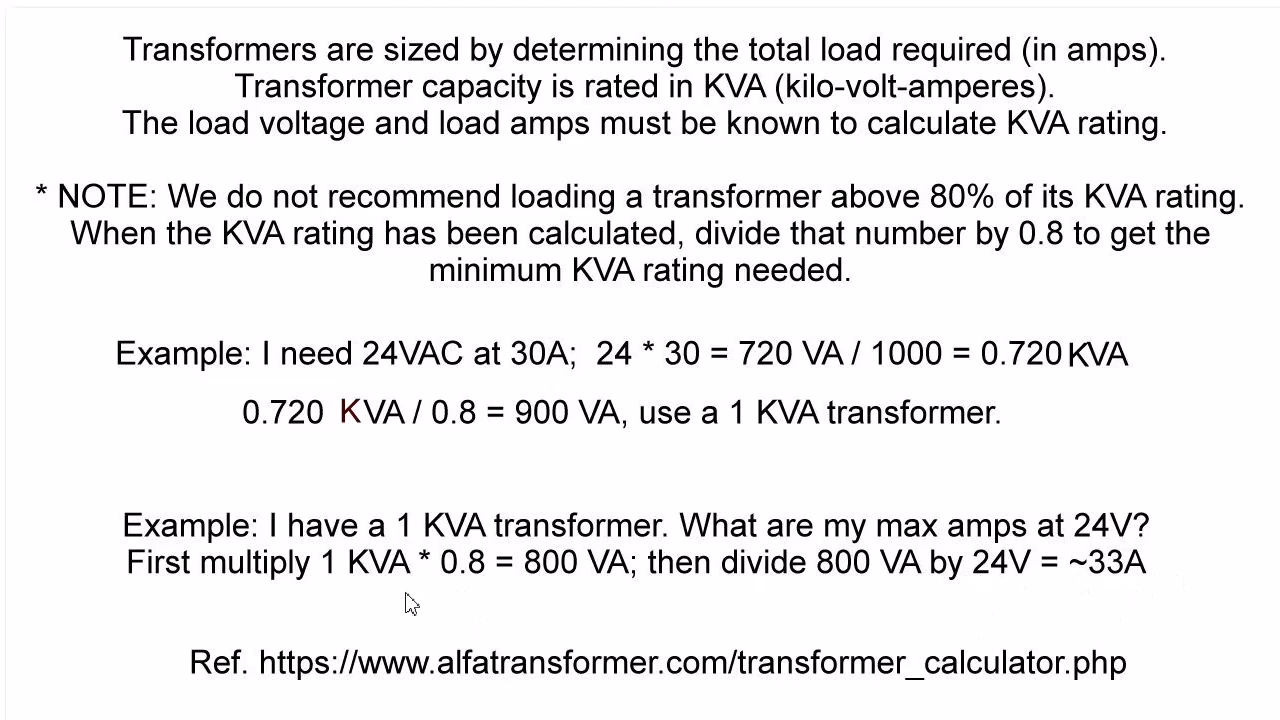 Transformers are sized by determining the total load required (in amps).
Transformer capacity is rated in KVA (kilo-volt-amperes).
The load voltage and load amps must be known to calculate KVA rating.
* NOTE: We do not recommend loading a transformer above 80% of its KVA rating.
When the KVA rating has been calculated, divide that number by 0.8 to get the
minimum KVA rating needed.
Example: I need 24VAC at 30A;  24 * 30 = 720 VA / 1000 = 0.720 KVA
0.720 KVA / 0.8 = 900 VA, use a 1 KVA transformer.
Example: I have a 1 KVA transformer. What are my max amps at 24V?
First multiply 1 KVA * 0.8 = 800 VA; then divide 800 VA by 24V = ~33A
Ref. https://www.alfatransformer.com/transformer_calculator.php